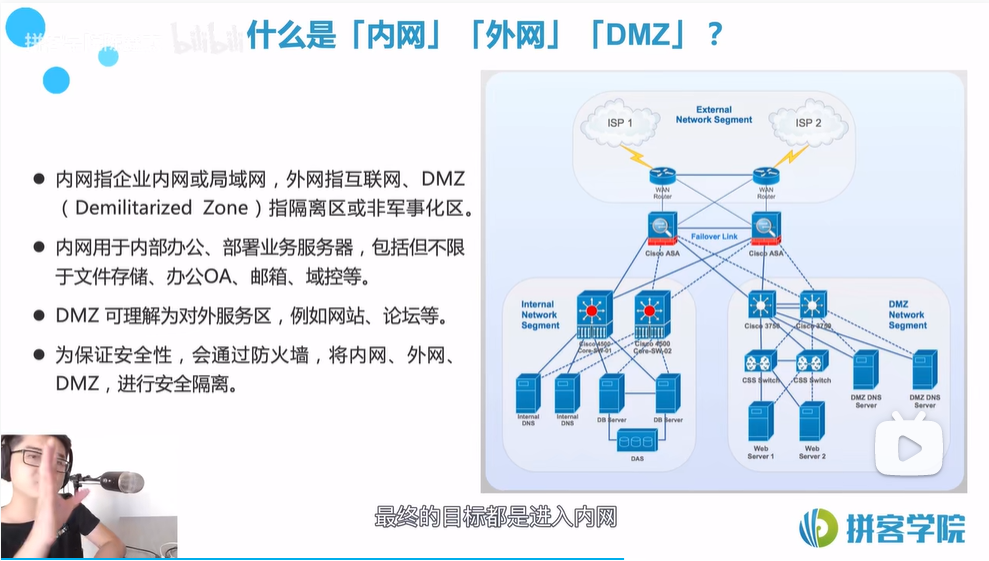 什么是「内网」「外网」「DMZ」？
bilibili
● 内网指企业内网或局域网，外网指互联网、DMZ
（Demilitarized Zone）指隔离区或非军事化区。
● 内网用于内部办公、部署业务服务器，包括但不限
于文件存储、办公OA、邮箱、域控等。
● DMZ 可理解为对外服务区，例如网站、论坛等。
● 为保证安全性，会通过防火墙，将内网、外网、
DMZ，进行安全隔离。
External
Network Segment
ISP 1
ISP 2
WAN
Router
WAN
Router
Failover Link
Cisco ASA
Cisco ASA
Internal
Network
Segment
Cisco 4500
Core-SW-01
Cisco 4500
Core-SW-02
Internal
DNS
Internal
DNS
DB Server
DB Server
DAS
DMZ
Network
Segment
Cisco 3750
Cisco 3750
CSS Switch
CSS Switch
DMZ DNS
Server
DMZ DNS
Server
Web
Server 1
Web
Server 2
最终的目标都是进入内网
拼客学院